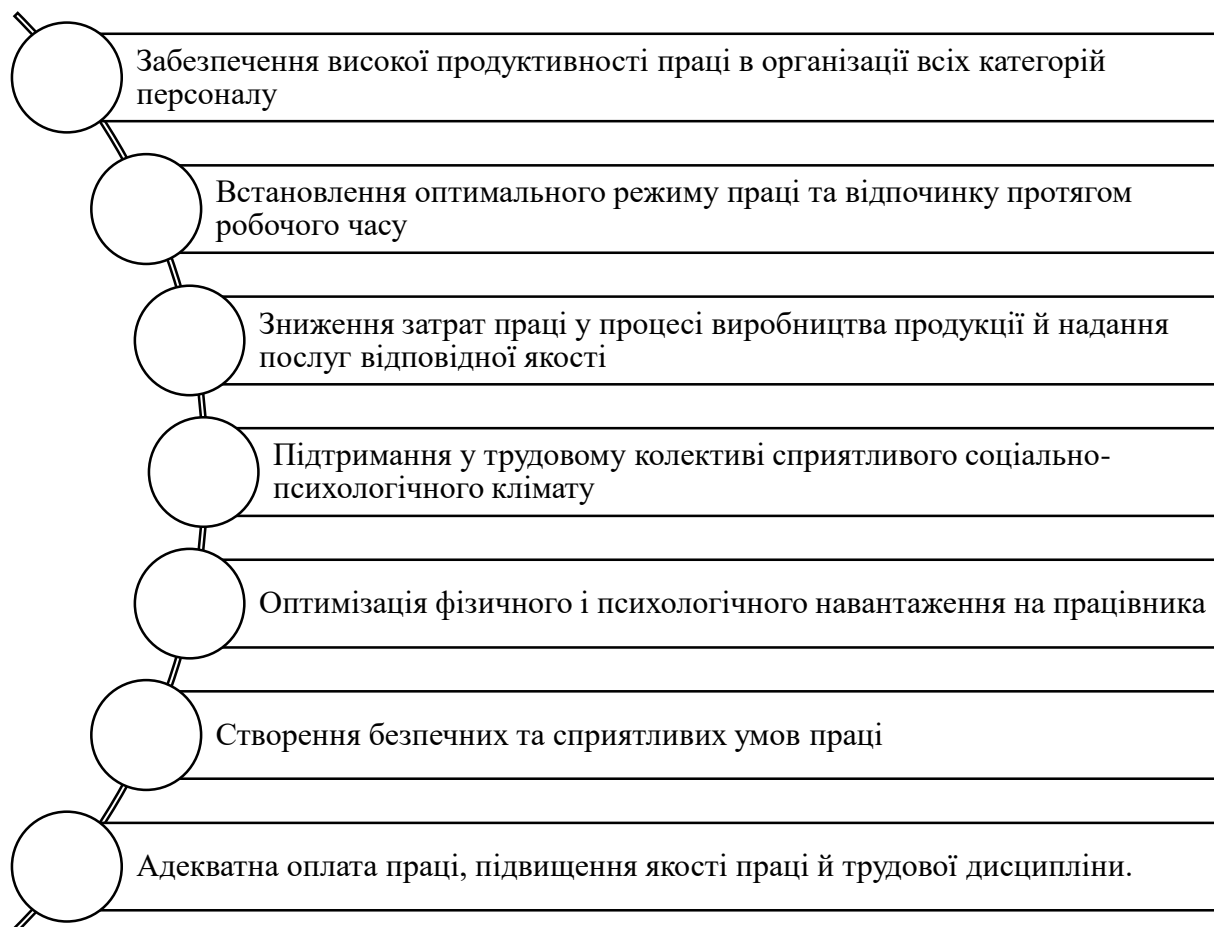 Забезпечення високої продуктивності праці в організації всіх категорій
персоналу
Встановлення оптимального режиму праці та відпочинку протягом
робочого часу
Зниження затрат праці у процесі виробництва продукції й надання
послуг відповідної якості
Підтримання у трудовому колективі сприятливого соціально-
психологічного клімату
Оптимізація фізичного і психологічного навантаження на працівника
Створення безпечних та сприятливих умов праці
Адекватна оплата праці, підвищення якості праці й трудової дисципліни.